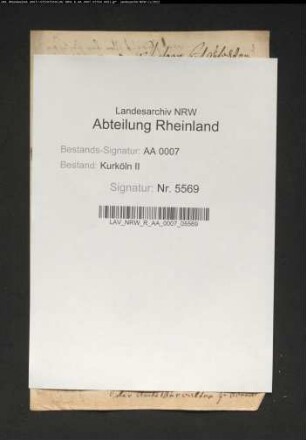 Landesarchiv NRW
Abteilung Rheinland
Bestands-Signatur: AA 0007
Bestand: Kurköln II
Signatur: Nr. 5569
LAV_NRW_R_AA_0007_05569